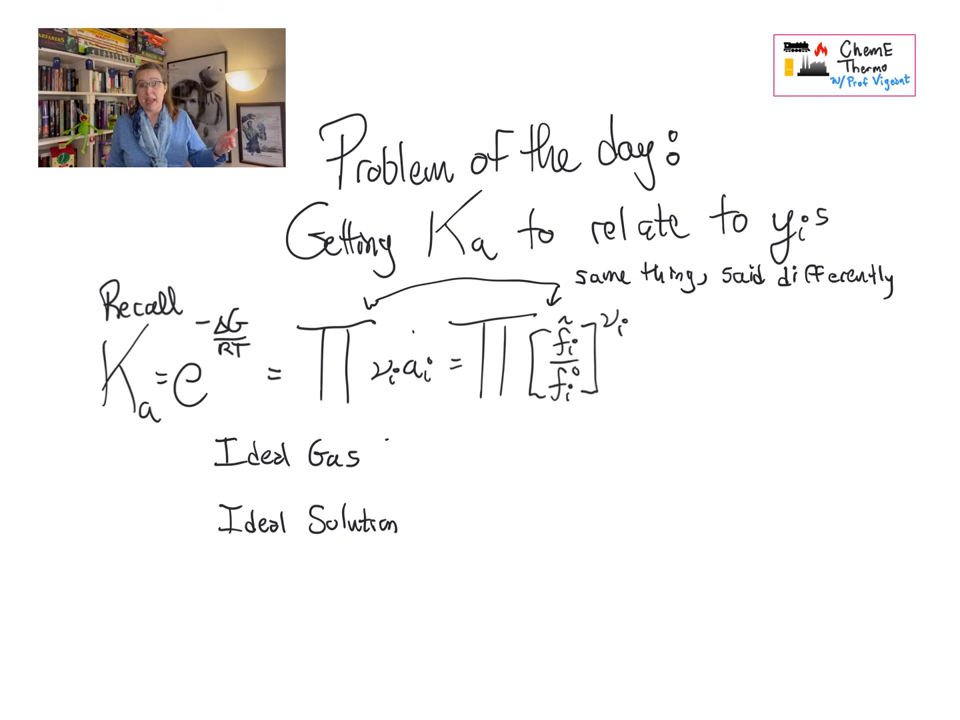 ChemE
Thermo
w/ Prof Vigeant
Problem of the day:
Getting Ka to relate to yᵢs
same thing, said differently
Recall
Kₐ = e^(-ΔG/RT) = ∏ νᵢaᵢ = ∏ [f̂ᵢ/fᵢ°]^νᵢ
Ideal Gas
Ideal Solution